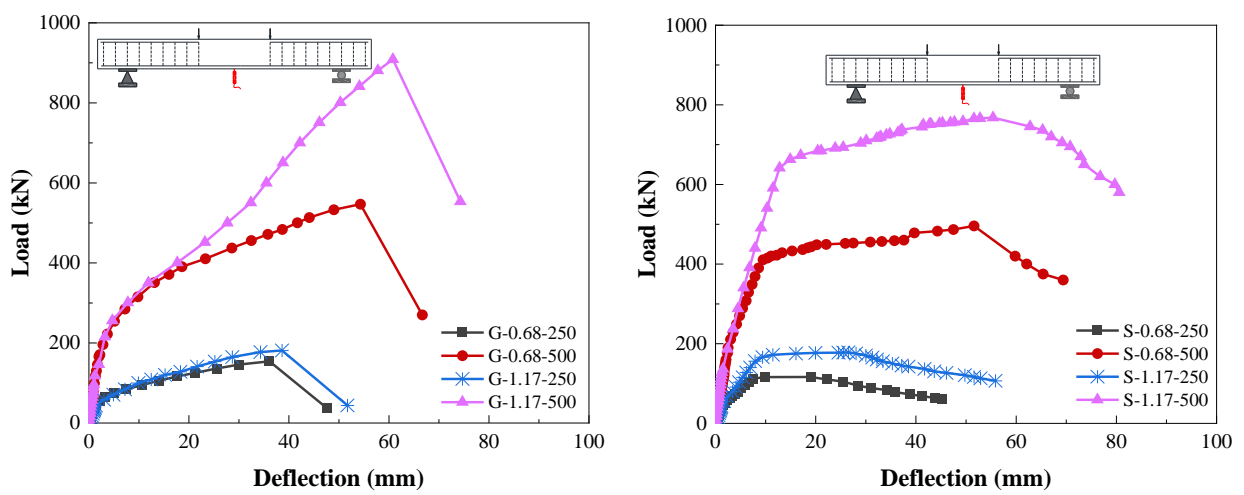 1000
800
600
400
200
0
Load (kN)
0 20 40 60 80 100
Deflection (mm)
G-0.68-250
G-0.68-500
G-1.17-250
G-1.17-500
1000
800
600
400
200
0
Load (kN)
0 20 40 60 80 100
Deflection (mm)
S-0.68-250
S-0.68-500
S-1.17-250
S-1.17-500